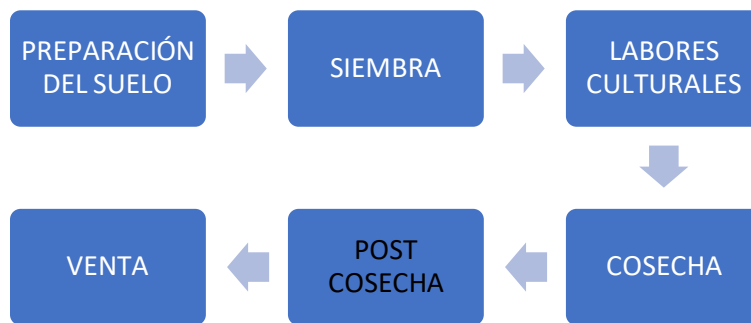 PREPARACIÓN
DEL SUELO
SIEMBRA
LABORES
CULTURALES
COSECHA
POST
COSECHA
VENTA